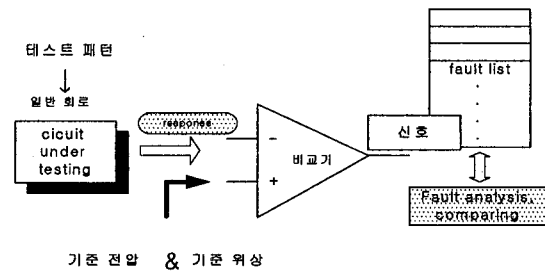 테스트 패턴
일반 회로
cicuit
under
testing
response
−
비교기
+
신호
fault list
Fault analysis,
comparing
기준 전압 & 기준 위상